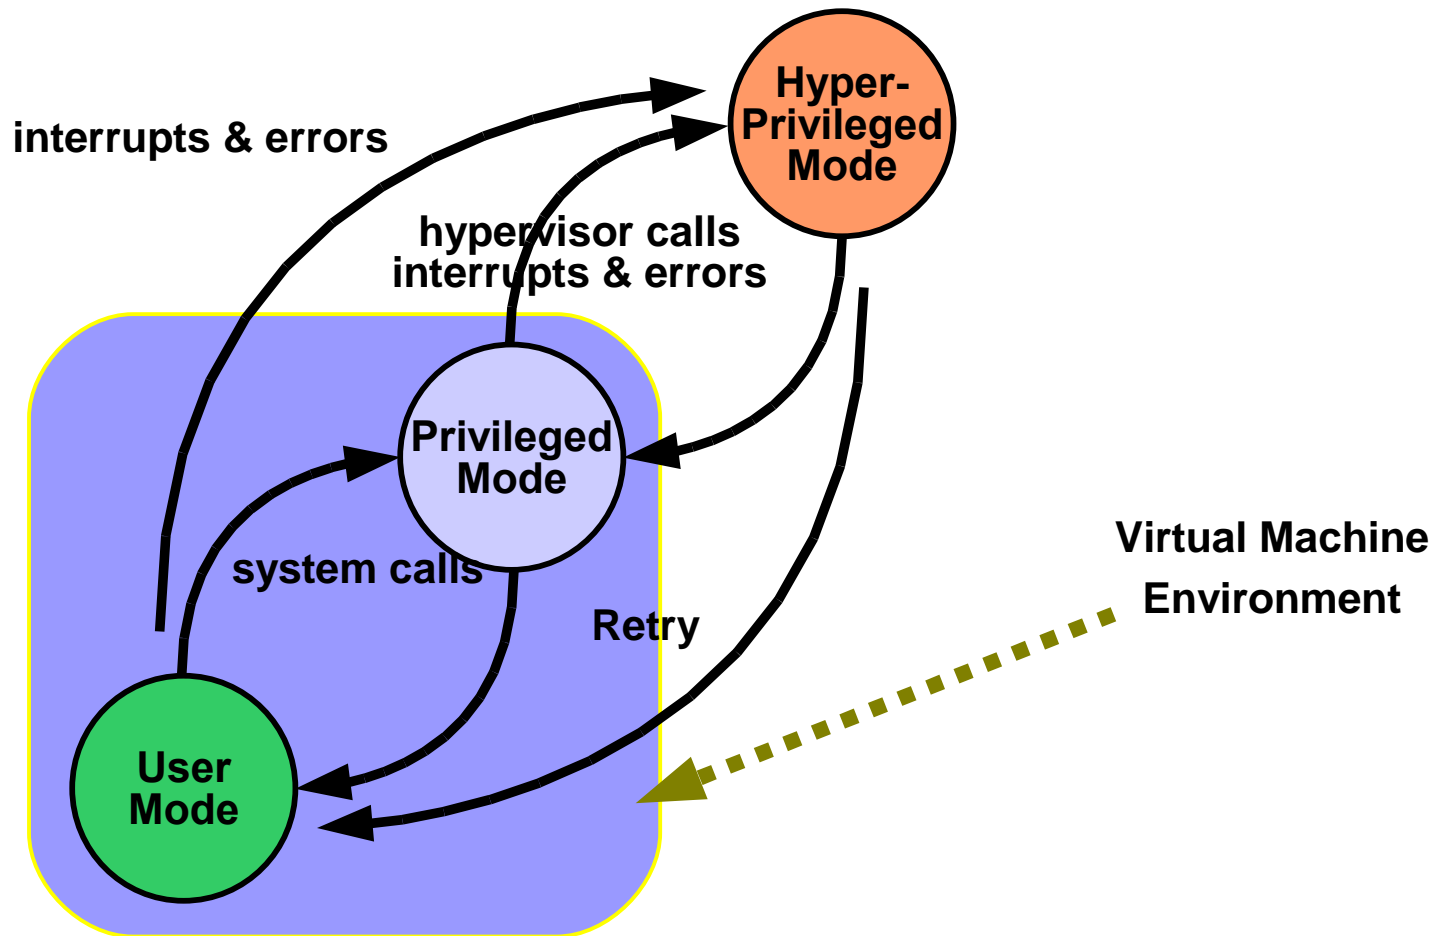 Hyper-
Privileged
Mode
interrupts & errors
hypervisor calls
interrupts & errors
Privileged
Mode
system calls
Virtual Machine
Environment
Retry
User
Mode